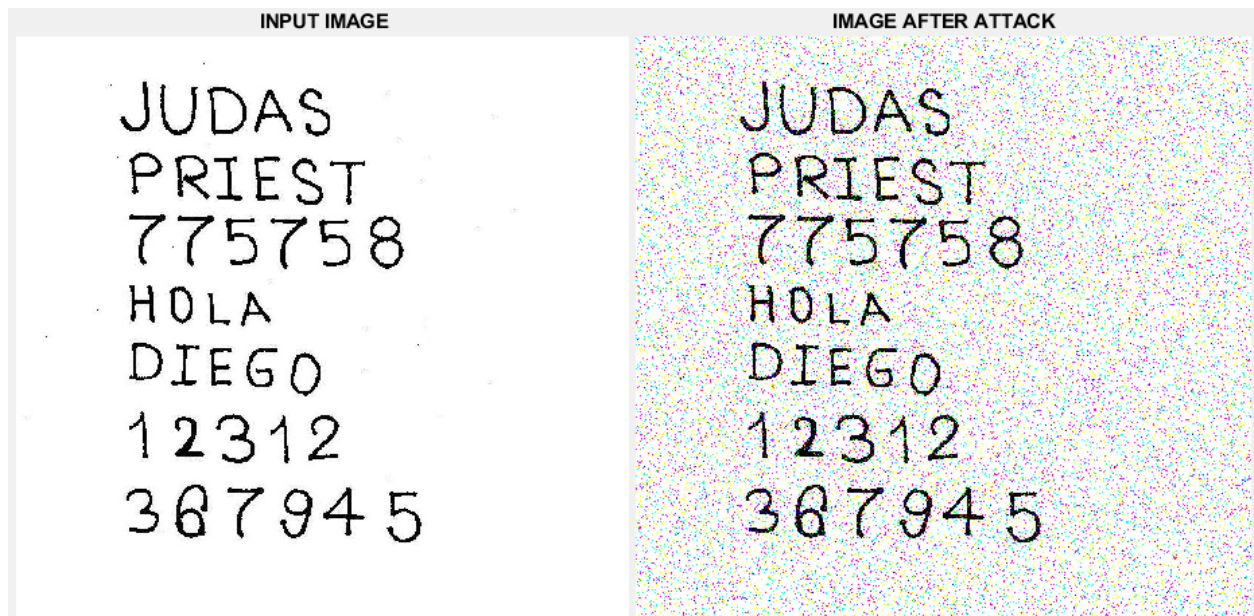 INPUT IMAGE
JUDAS
PRIEST
775758
HOLA
DIEGO
12312
367945
IMAGE AFTER ATTACK
JUDAS
PRIEST
775758
HOLA
DIEGO
12312
367945